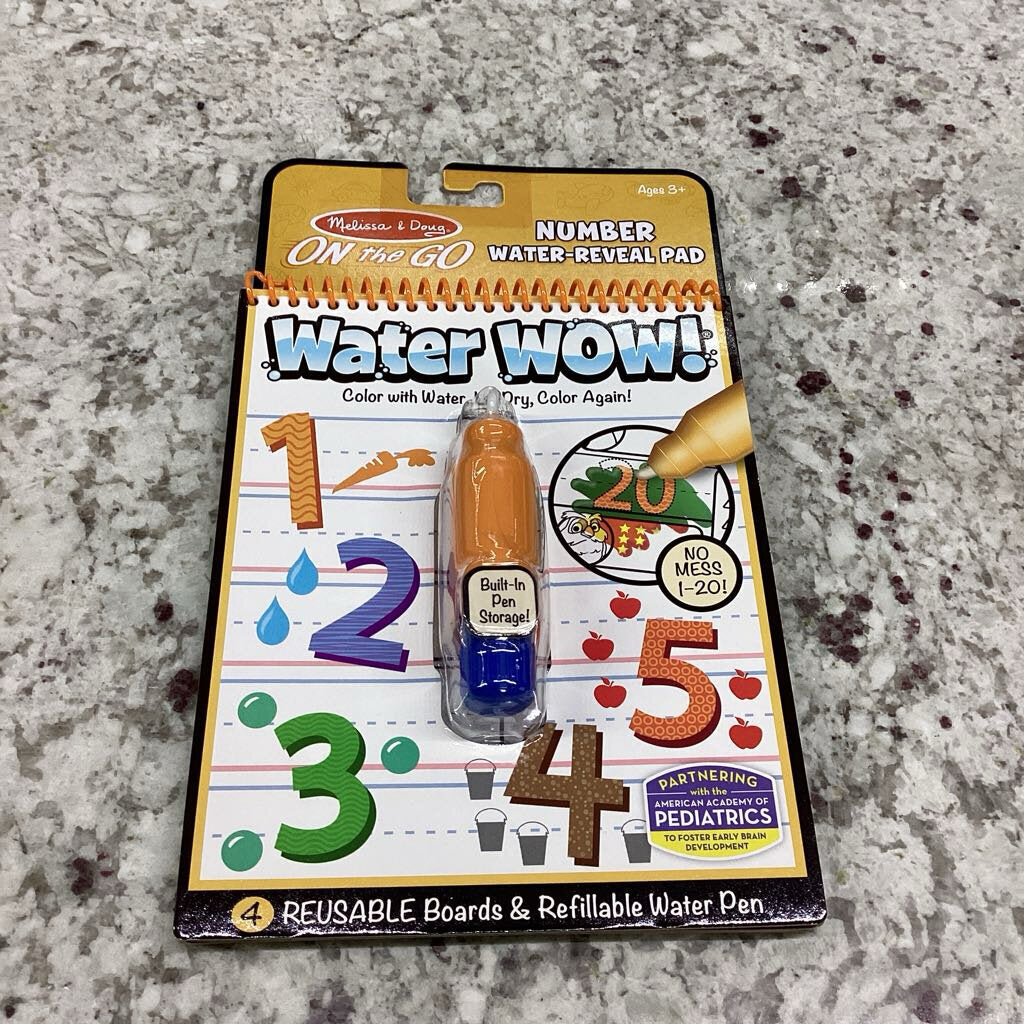 Ages 3+
Melissa & Doug
ON the GO
NUMBER
WATER-REVEAL PAD
Water WOW!®
Color with Water, Dry, Color Again!
1
20
NO
MESS
1-20!
2
Built-In
Pen
Storage!
5
3
4
PARTNERING
with the
AMERICAN ACADEMY OF
PEDIATRICS
TO FOSTER EARLY BRAIN
DEVELOPMENT
4 REUSABLE Boards & Refillable Water Pen